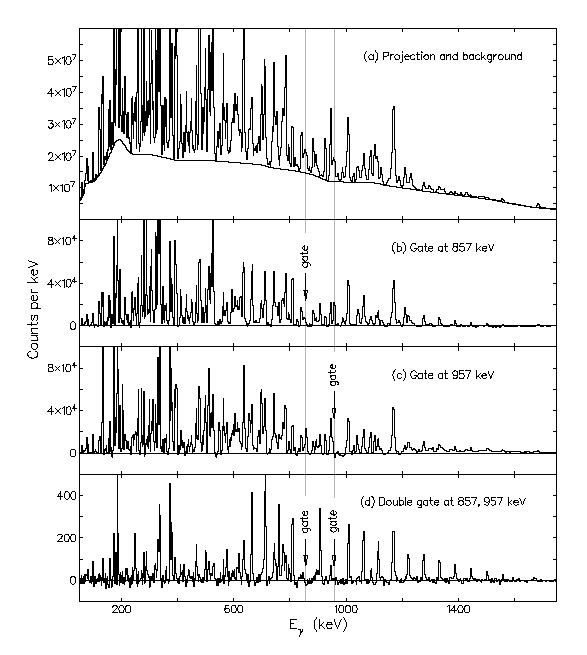 (a) Projection and background
5×10⁷
4×10⁷
3×10⁷
2×10⁷
1×10⁷
(b) Gate at 857 keV
8×10⁴
4×10⁴
0
gate
(c) Gate at 957 keV
8×10⁴
4×10⁴
0
gate
(d) Double gate at 857, 957 keV
400
200
0
gate
gate
Counts per keV
200
600
1000
1400
Eγ (keV)